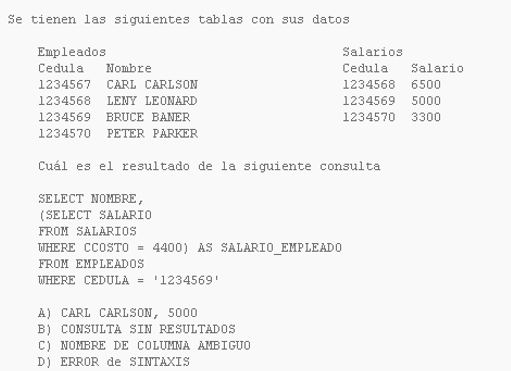 Se tienen las siguientes tablas con sus datos
Empleados Salarios
Cedula Nombre Cedula Salario
1234567 CARL CARLSON 1234568 6500
1234568 LENY LEONARD 1234569 5000
1234569 BRUCE BANER 1234570 3300
1234570 PETER PARKER
Cuál es el resultado de la siguiente consulta
SELECT NOMBRE,
(SELECT SALARIO
FROM SALARIOS
WHERE CCOSTO = 4400) AS SALARIO_EMPLEADO
FROM EMPLEADOS
WHERE CEDULA = '1234569'
A) CARL CARLSON, 5000
B) CONSULTA SIN RESULTADOS
C) NOMBRE DE COLUMNA AMBIGUO
D) ERROR de SINTAXIS